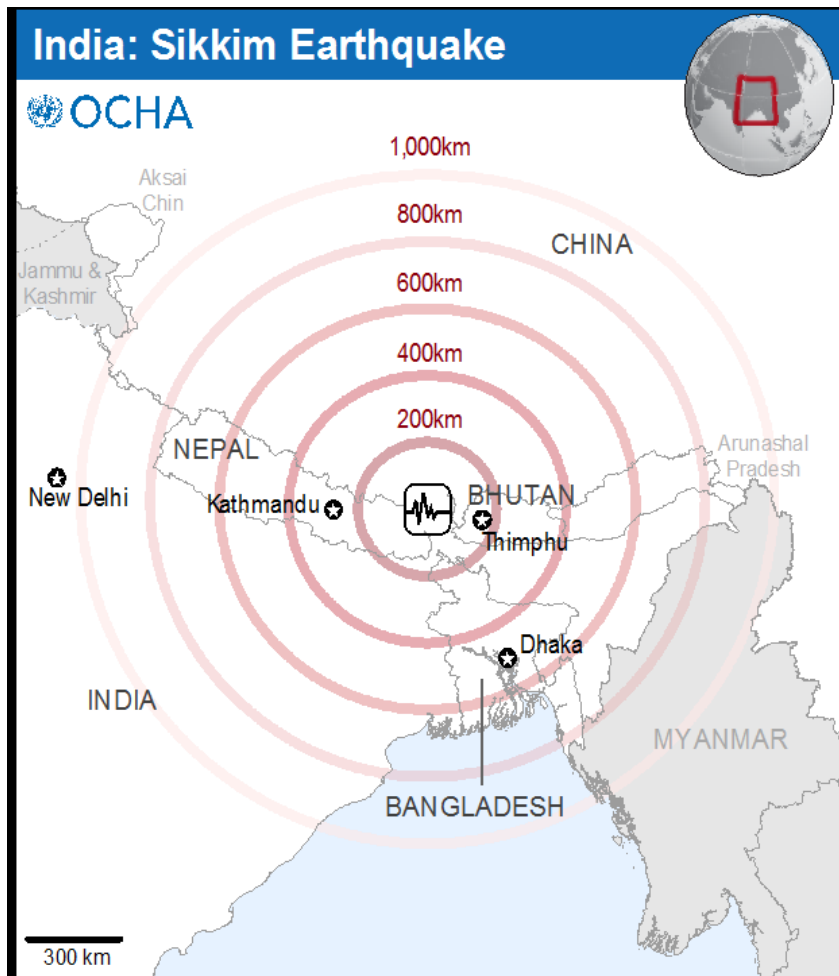 India: Sikkim Earthquake
OCHA
1,000km
Aksai
Chin
800km
CHINA
Jammu &
Kashmir
600km
400km
200km
NEPAL
Arunashal
Pradesh
New Delhi
Kathmandu
BHUTAN
Thimphu
Dhaka
INDIA
MYANMAR
BANGLADESH
300 km